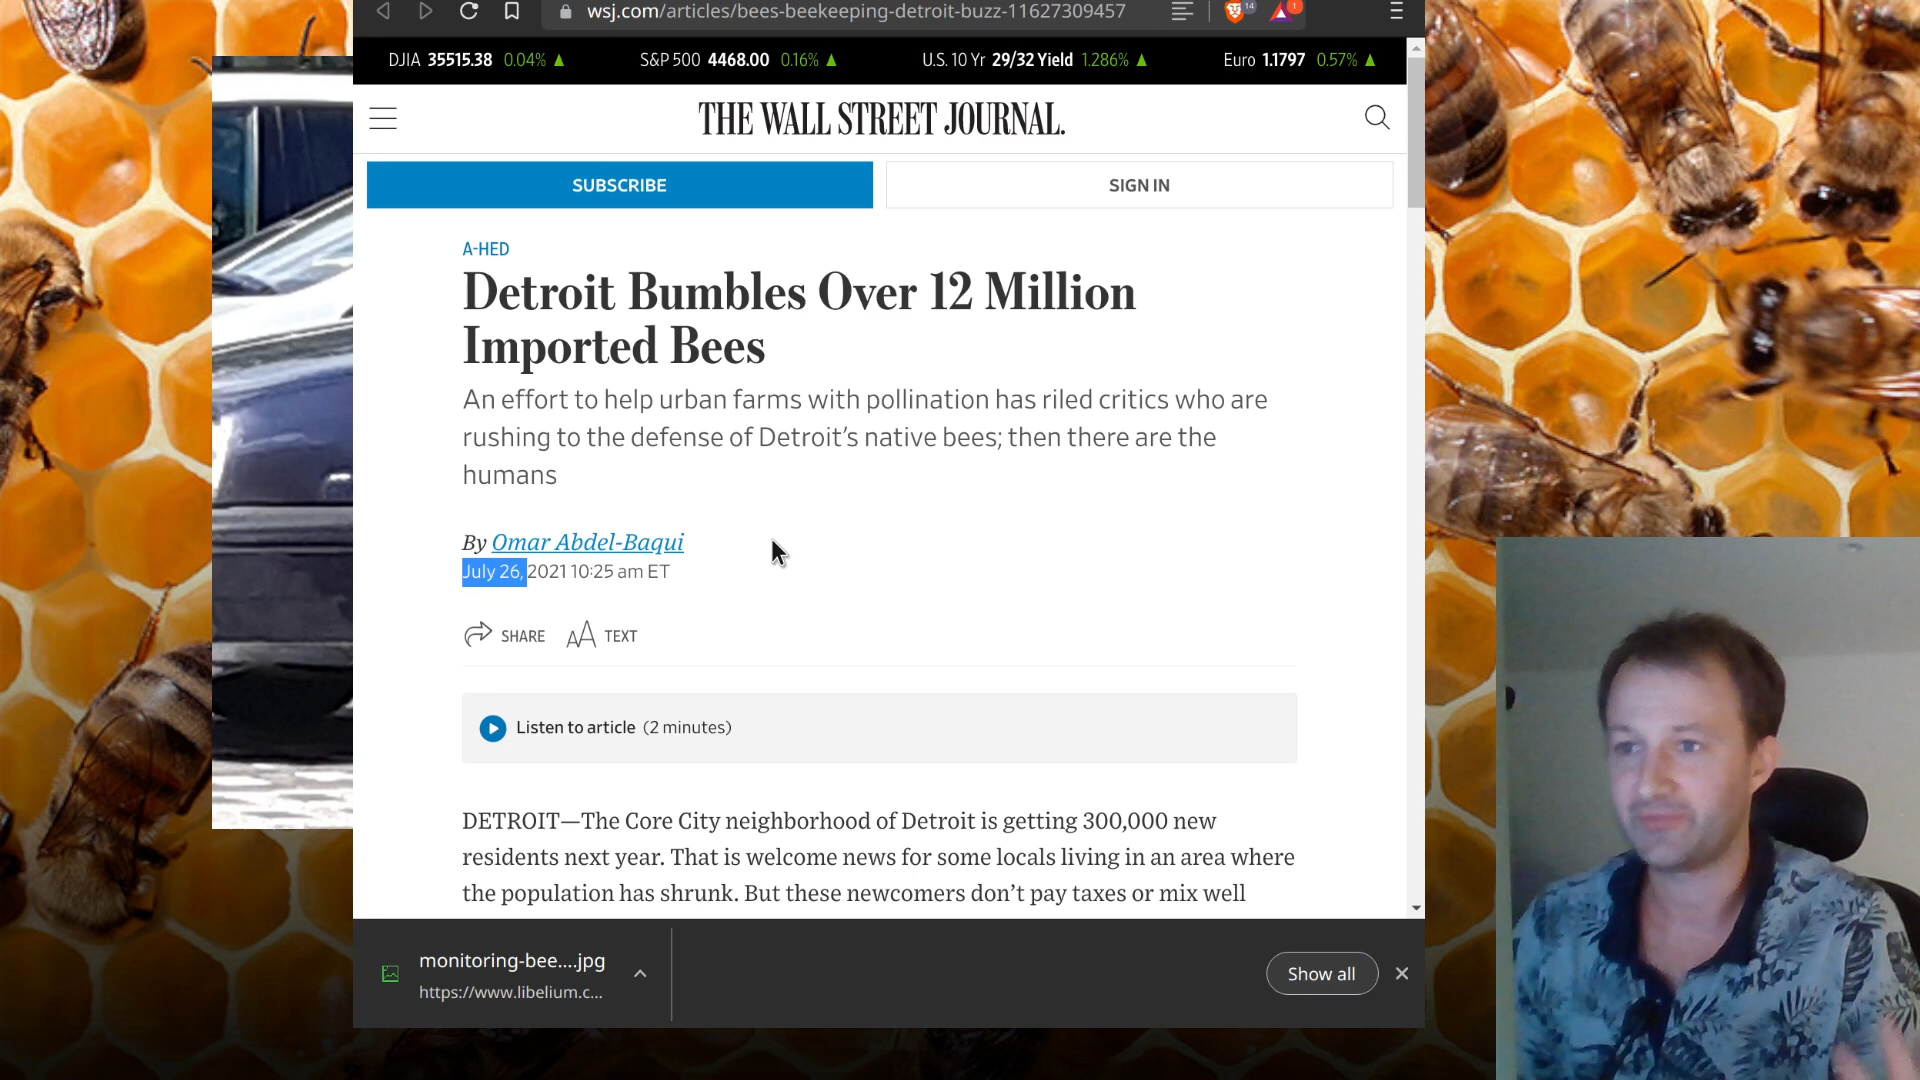 wsj.com/articles/bees-beekeeping-detroit-buzz-11627309457
14
1
DJIA 35515.38 0.04% ▲
S&P 500 4468.00 0.16% ▲
U.S. 10 Yr 29/32 Yield 1.286% ▲
Euro 1.1797 0.57% ▲
THE WALL STREET JOURNAL.
SUBSCRIBE
SIGN IN
A-HED
Detroit Bumbles Over 12 Million
Imported Bees
An effort to help urban farms with pollination has riled critics who are
rushing to the defense of Detroit’s native bees; then there are the
humans
By Omar Abdel-Baqui
July 26, 2021 10:25 am ET
SHARE
AA TEXT
Listen to article (2 minutes)
DETROIT—The Core City neighborhood of Detroit is getting 300,000 new
residents next year. That is welcome news for some locals living in an area where
the population has shrunk. But these newcomers don’t pay taxes or mix well
monitoring-bee....jpg
https://www.libelium.c...
Show all